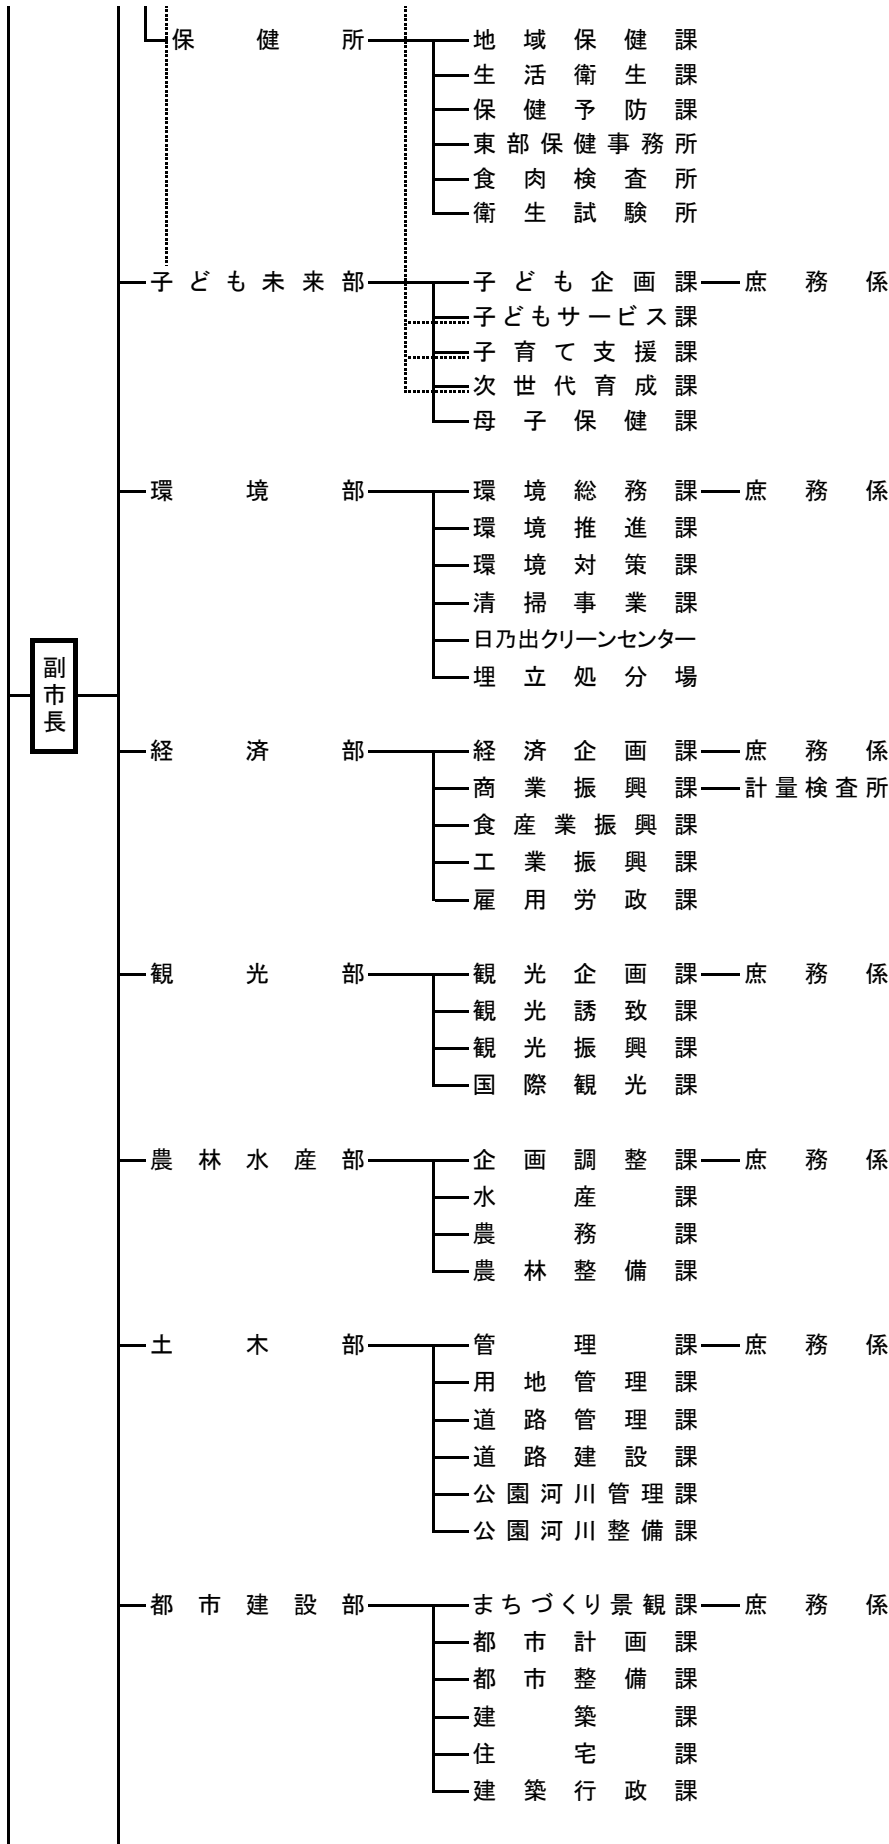 保健所 地域保健課
生活衛生課
保健予防課
東部保健事務所
食肉検査所
衛生試験所
子ども未来部 子ども企画課 庶務係
子どもサービス課
子育て支援課
次世代育成課
母子保健課
環境部 環境総務課 庶務係
環境推進課
環境対策課
清掃事業課
日乃出クリーンセンター
埋立処分場
副市長
経済部 経済企画課 庶務係
商業振興課 計量検査所
食産業振興課
工業振興課
雇用労政課
観光部 観光企画課 庶務係
観光誘致課
観光振興課
国際観光課
農林水産部 企画調整課 庶務係
水産課
農務課
農林整備課
土木部 管理課 庶務係
用地管理課
道路管理課
道路建設課
公園河川管理課
公園河川整備課
都市建設部 まちづくり景観課 庶務係
都市計画課
都市整備課
建築課
住宅課
建築行政課